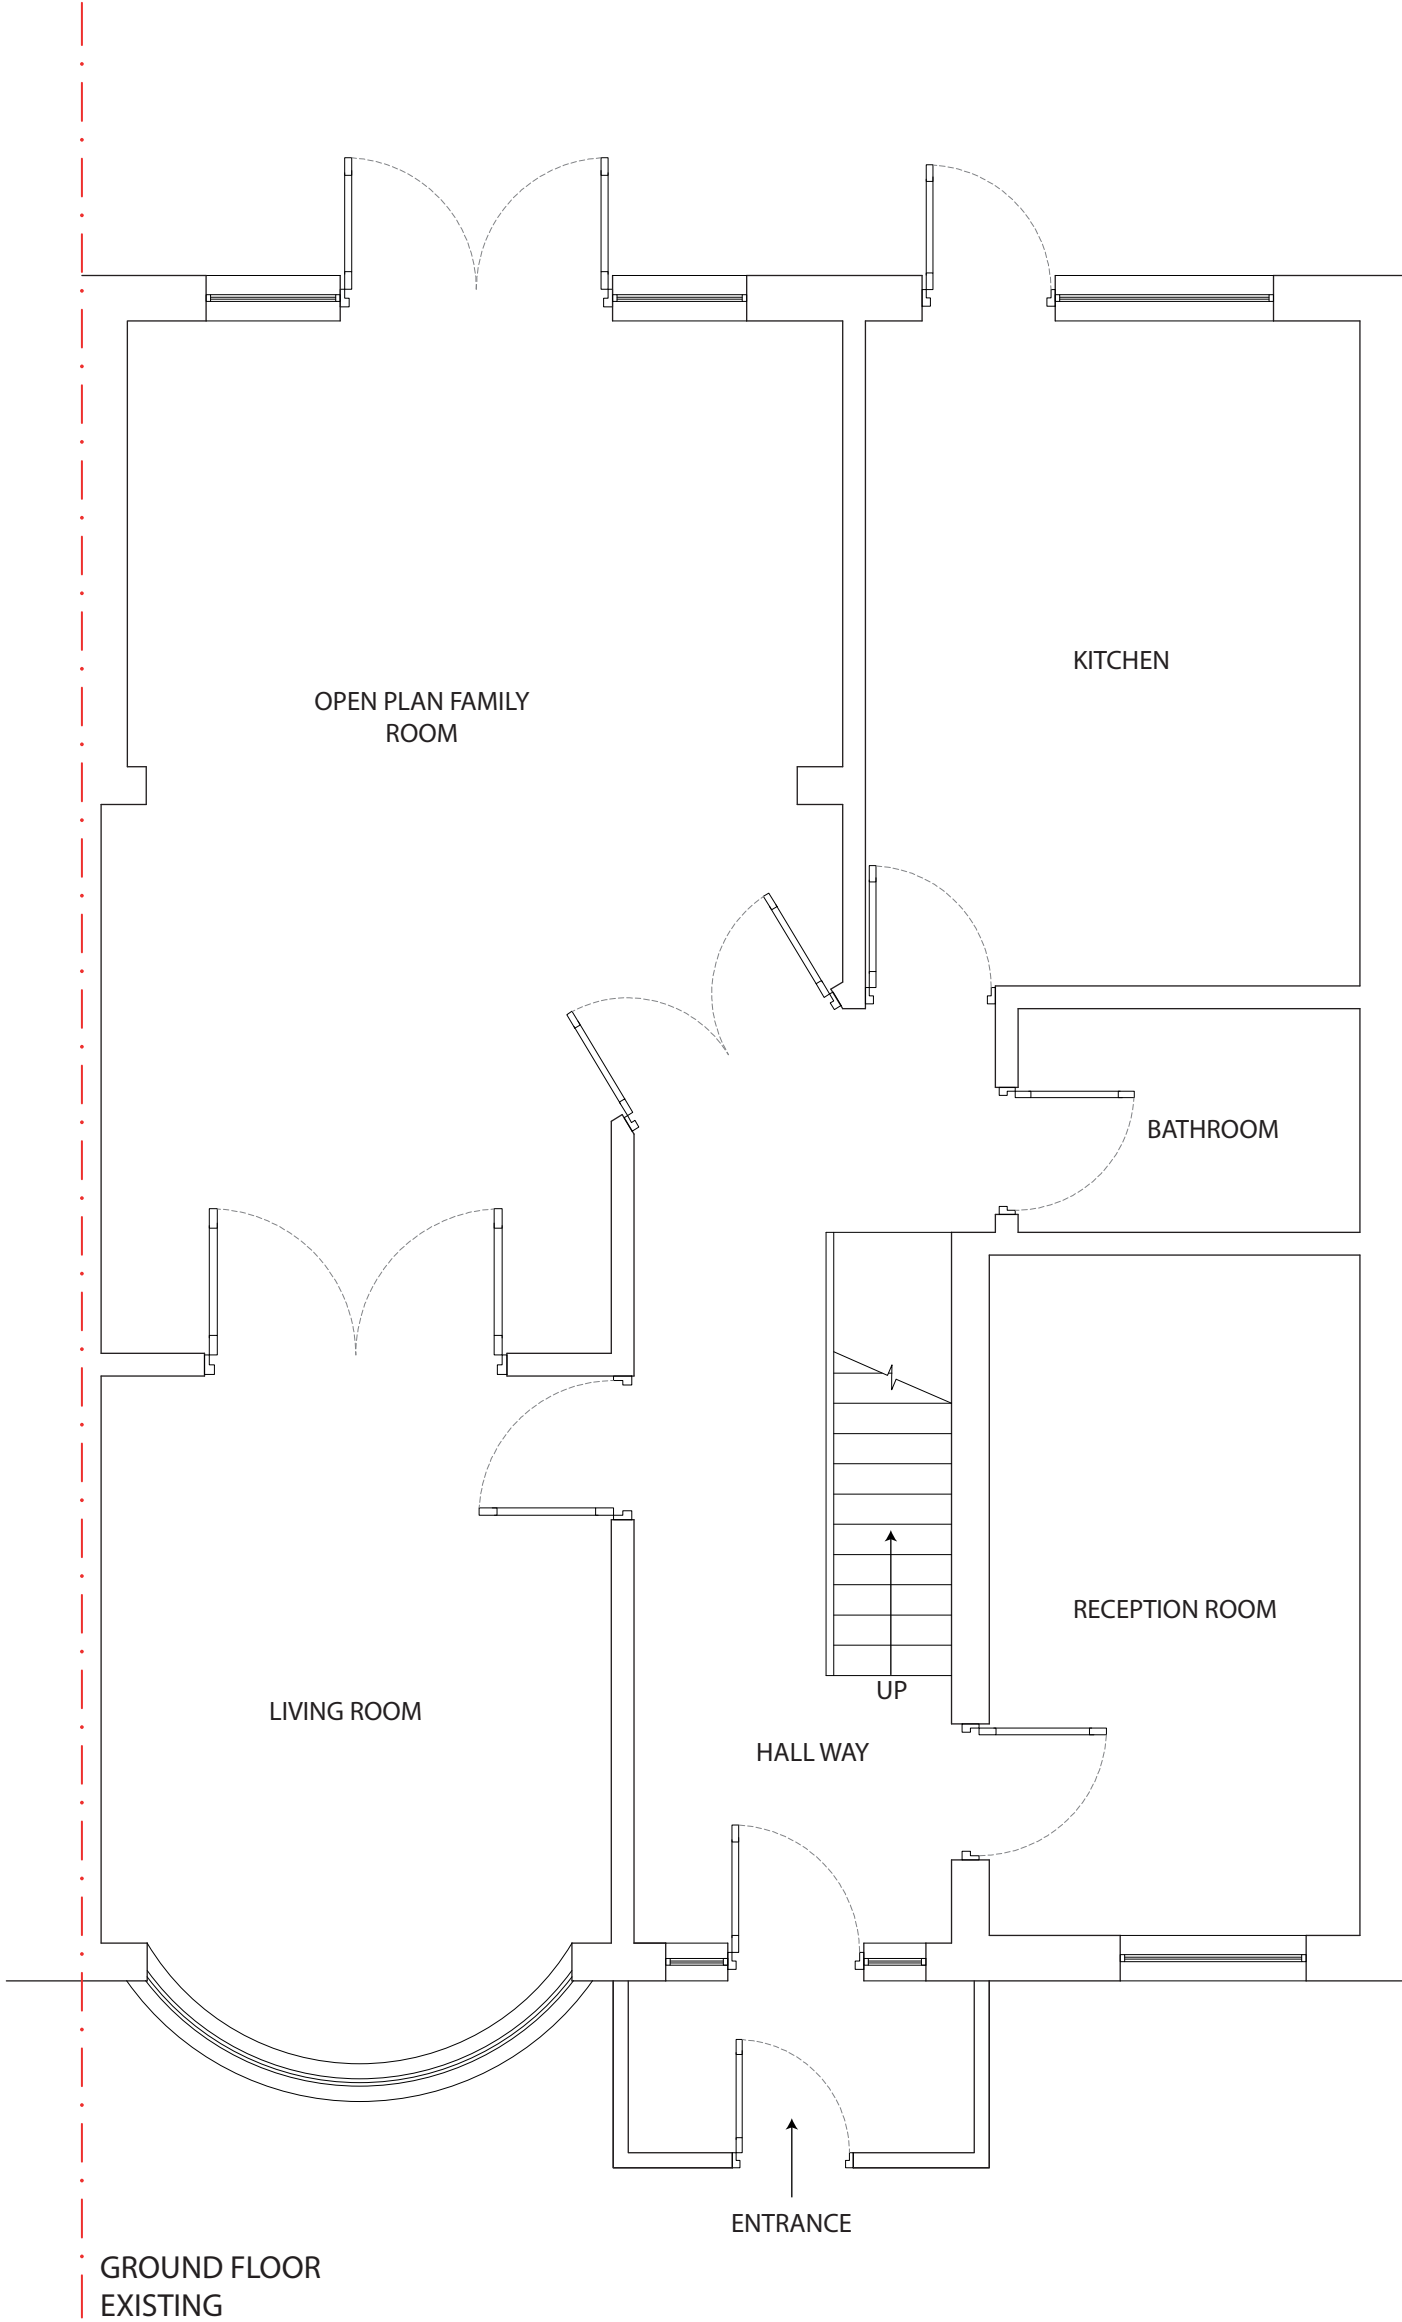 KITCHEN
OPEN PLAN FAMILY
ROOM
BATHROOM
RECEPTION ROOM
UP
LIVING ROOM
HALL WAY
ENTRANCE
GROUND FLOOR
EXISTING